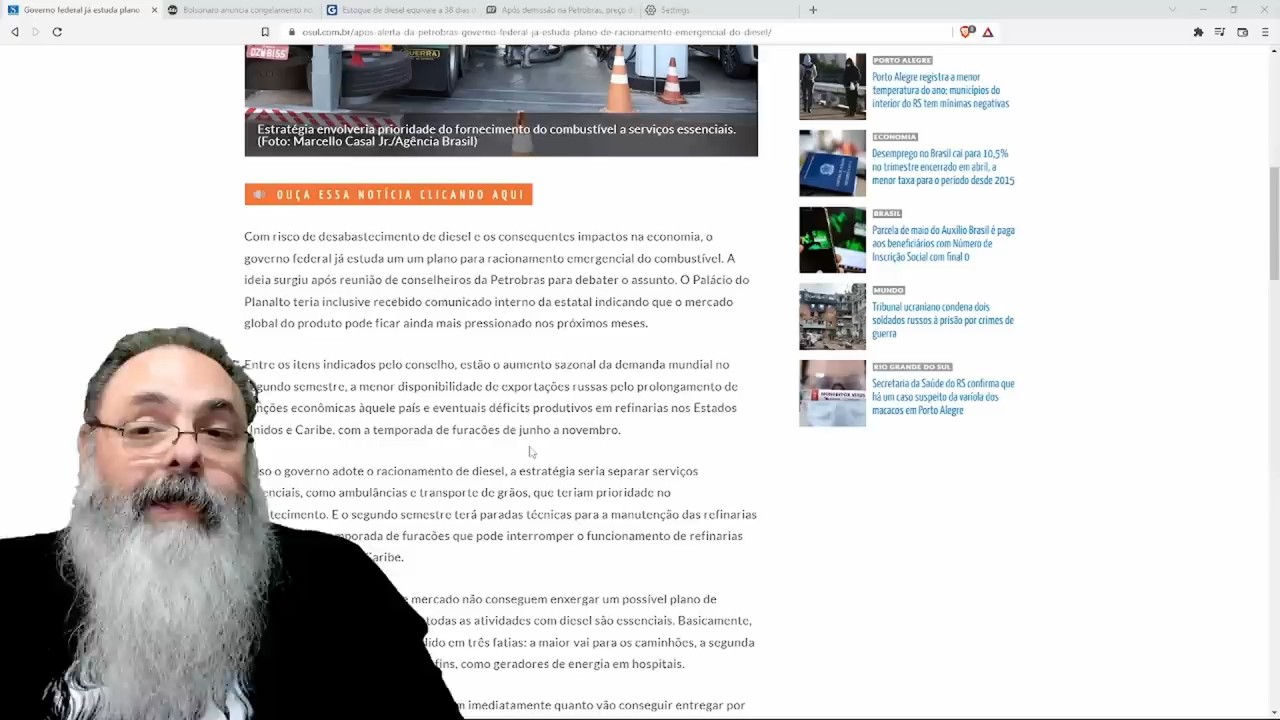 Governo federal já estuda plano
Bolsonaro anuncia congelamento no
Estoque de diesel equivale a 38 dias d
Após demissão na Petrobras, preço d
Settings
osul.com.br/apos-alerta-da-petrobras-governo-federal-ja-estuda-plano-de-racionamento-emergencial-do-diesel/
Estratégia envolveria prioridade do fornecimento do combustível a serviços essenciais.
(Foto: Marcello Casal Jr./Agência Brasil)
OUÇA ESSA NOTÍCIA CLICANDO AQUI
Com risco de desabastecimento de diesel e os consequentes impactos na economia, o
governo federal já estuda um um plano para racionamento emergencial do combustível. A
ideia surgiu após reunião de conselheiros da Petrobras para debater o assunto. O Palácio do
Planalto teria inclusive recebido comunicado interno da estatal indicando que o mercado
global do produto pode ficar ainda mais pressionado nos próximos meses.
Entre os itens indicados pelo conselho, estão o aumento sazonal da demanda mundial no
gundo semestre, a menor disponibilidade de exportações russas pelo prolongamento de
nções econômicas àquele país e eventuais déficits produtivos em refinarias nos Estados
nidos e Caribe, com a temporada de furacões de junho a novembro.
so o governo adote o racionamento de diesel, a estratégia seria separar serviços
enciais, como ambulâncias e transporte de grãos, que teriam prioridade no
tecimento. E o segundo semestre terá paradas técnicas para a manutenção das refinarias
mporada de furacões que pode interromper o funcionamento de refinarias
Caribe.
e mercado não conseguem enxergar um possível plano de
todas as atividades com diesel são essenciais. Basicamente,
dido em três fatias: a maior vai para os caminhões, a segunda
fins, como geradores de energia em hospitais.
m imediatamente quanto vão conseguir entregar por
PORTO ALEGRE
Porto Alegre registra a menor
temperatura do ano; municípios do
interior do RS tem mínimas negativas
ECONOMIA
Desemprego no Brasil cai para 10,5%
no trimestre encerrado em abril, a
menor taxa para o período desde 2015
BRASIL
Parcela de maio do Auxílio Brasil é paga
aos beneficiários com Número de
Inscrição Social com final 0
MUNDO
Tribunal ucraniano condena dois
soldados russos à prisão por crimes de
guerra
RIO GRANDE DO SUL
Secretaria da Saúde do RS confirma que
há um caso suspeito da varíola dos
macacos em Porto Alegre